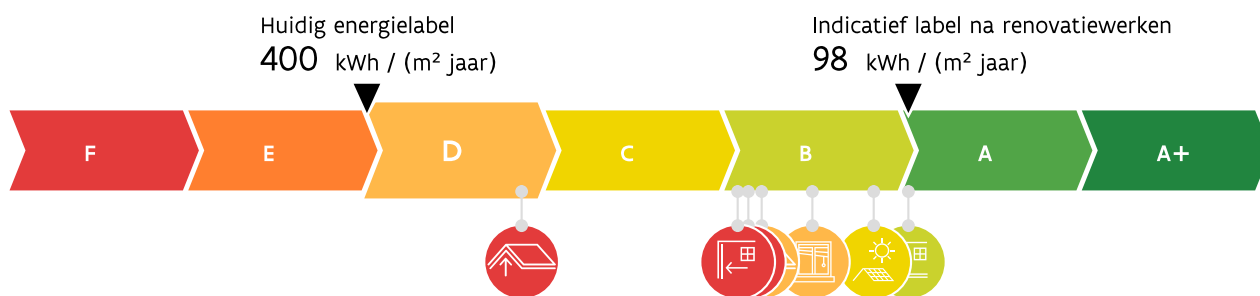 Huidig energielabel
400 kWh / (m² jaar)
Indicatief label na renovatiewerken
98 kWh / (m² jaar)
F
E
D
C
B
A
A+